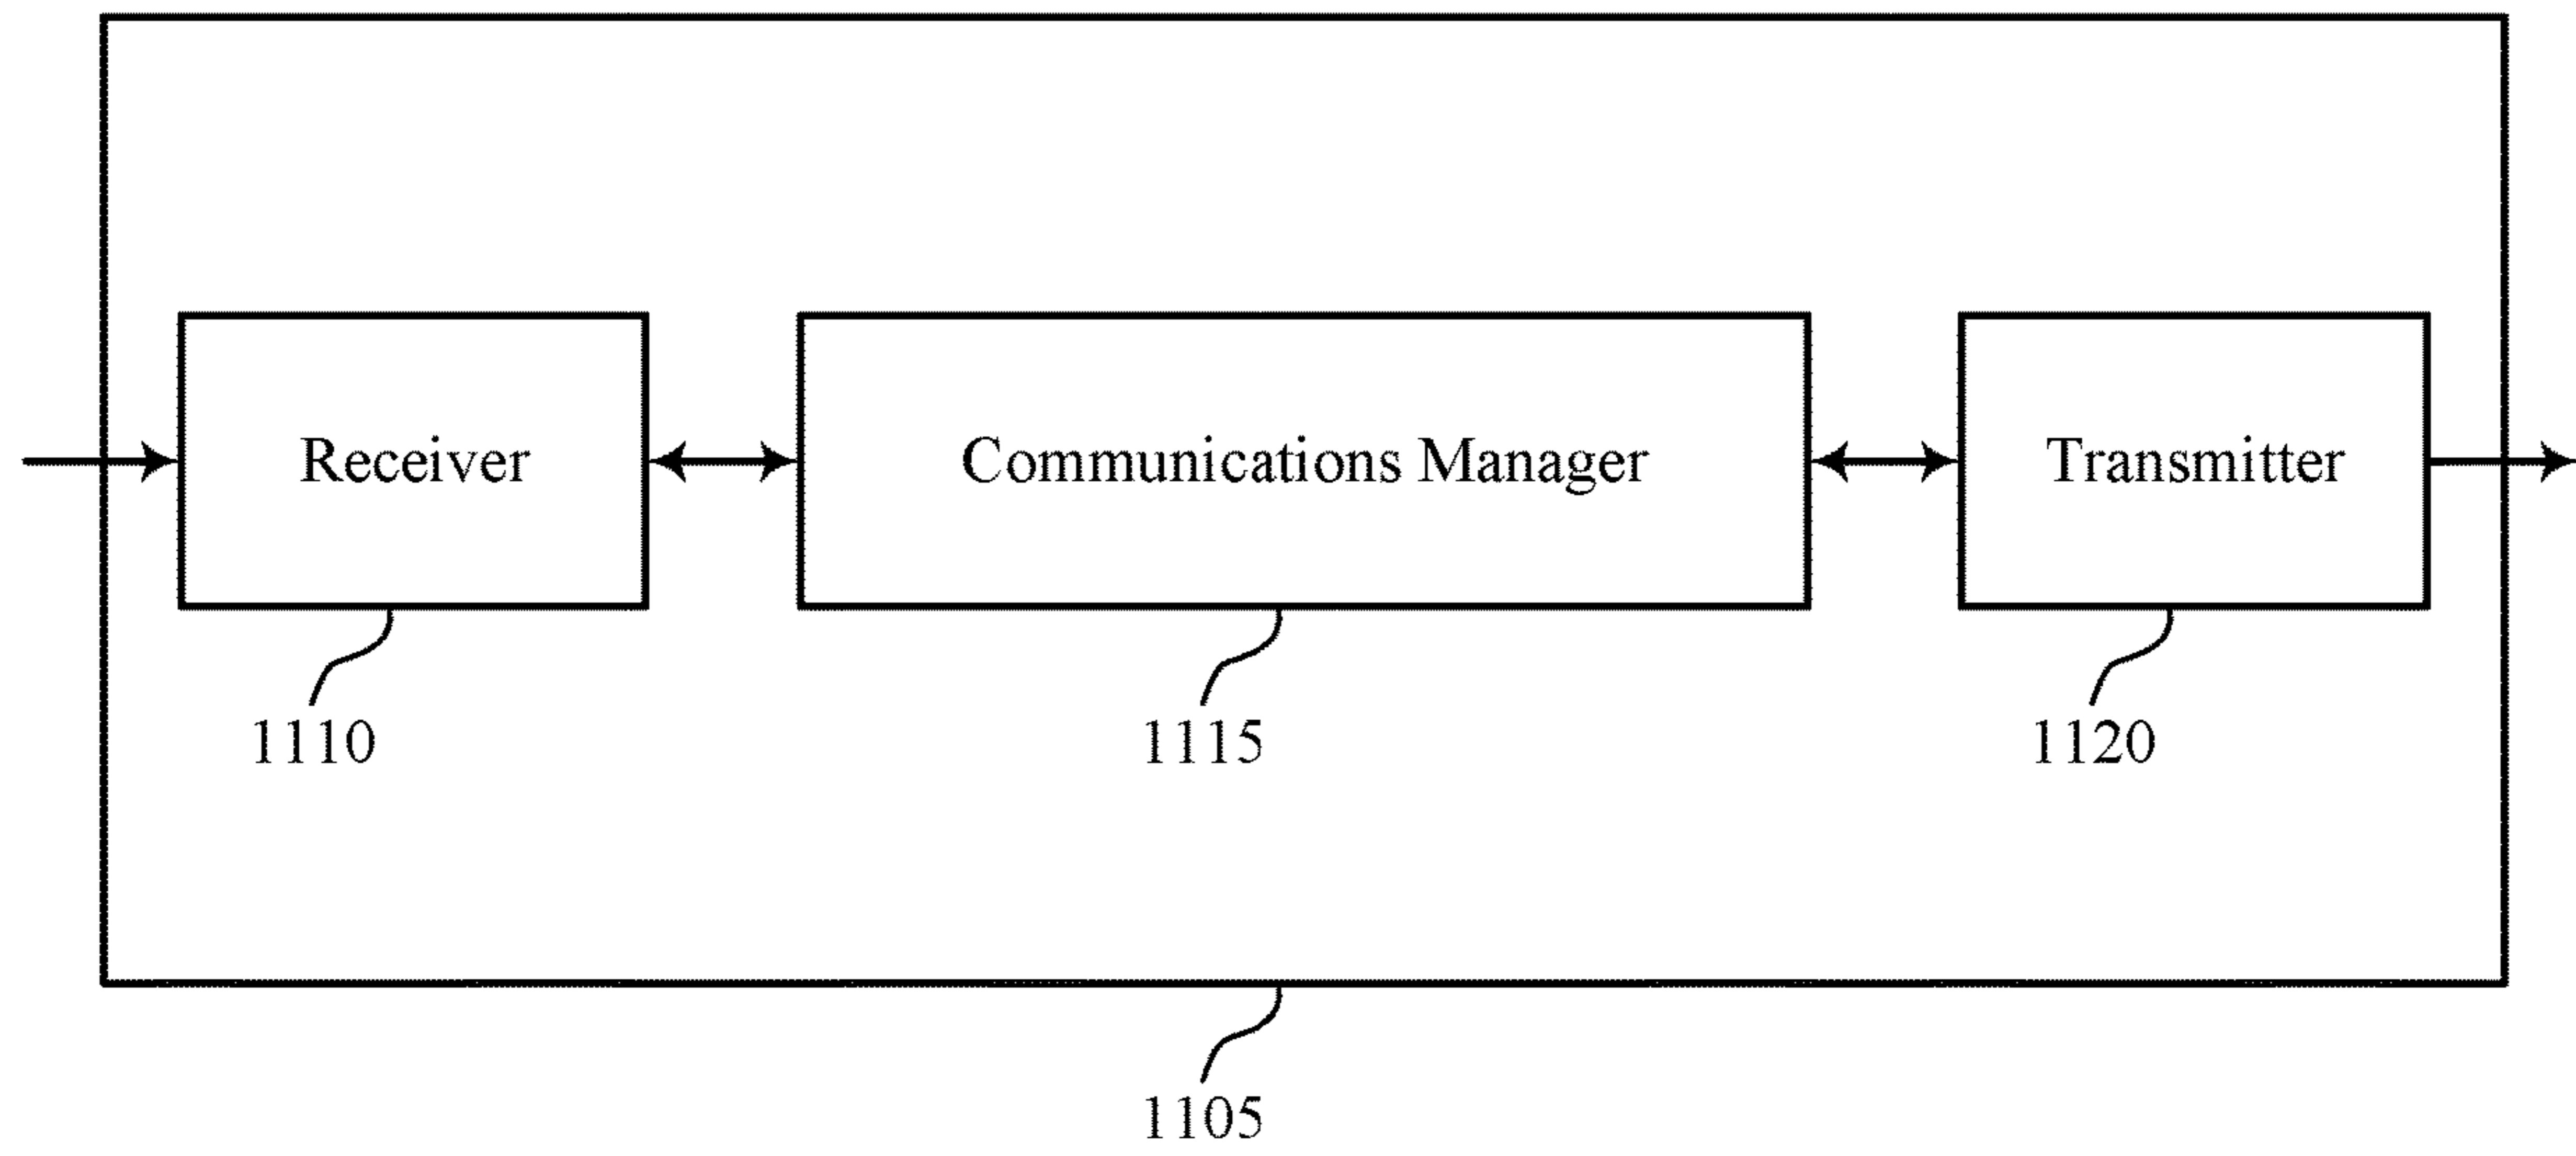 Receiver
Communications Manager
Transmitter
1110
1115
1120
1105